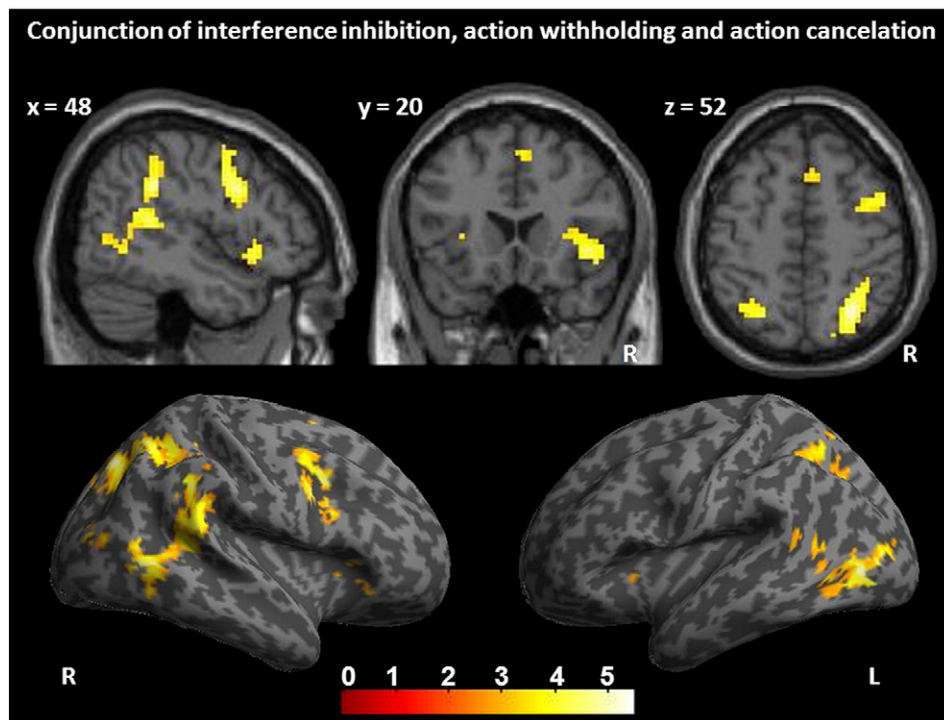 Conjunction of interference inhibition, action withholding and action cancelation
x = 48
y = 20
z = 52
R
R
R
L
0 1 2 3 4 5